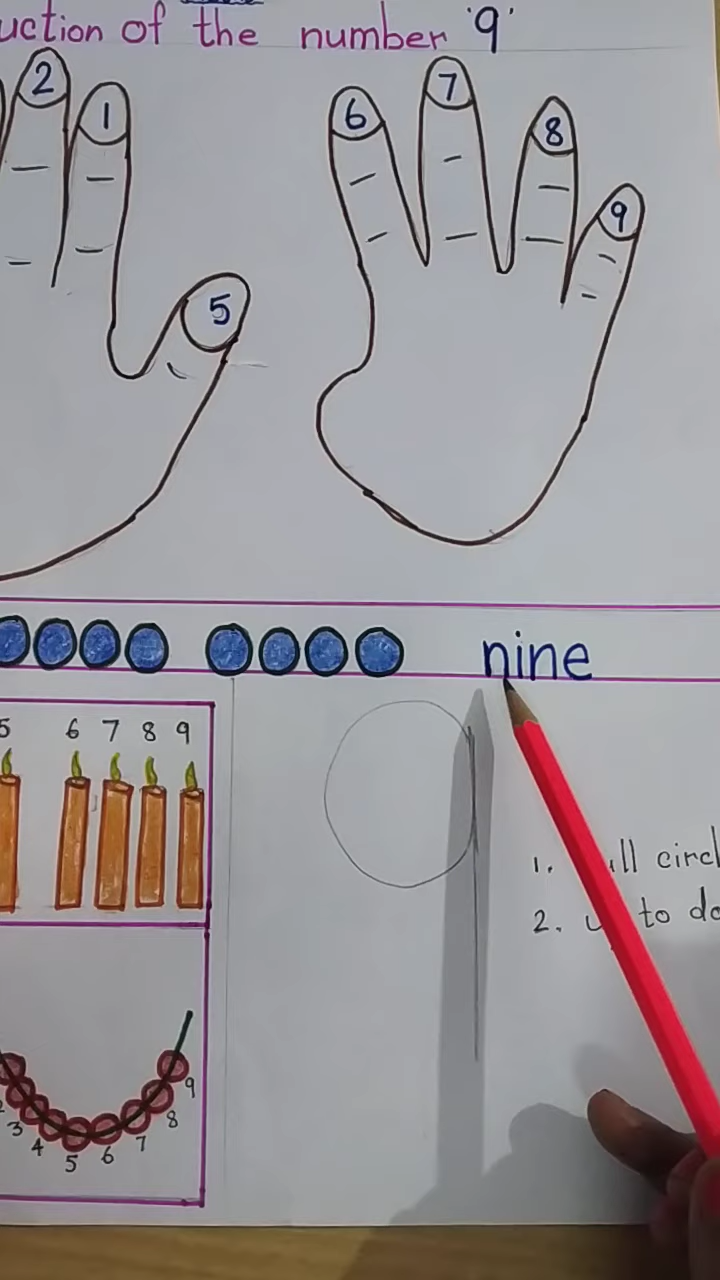 uction of the number '9'
2 1 6 7 8 9
5
nine
5 6 7 8 9
1. ll circl
2. u to do
2 3 4 5 6 7 8 9